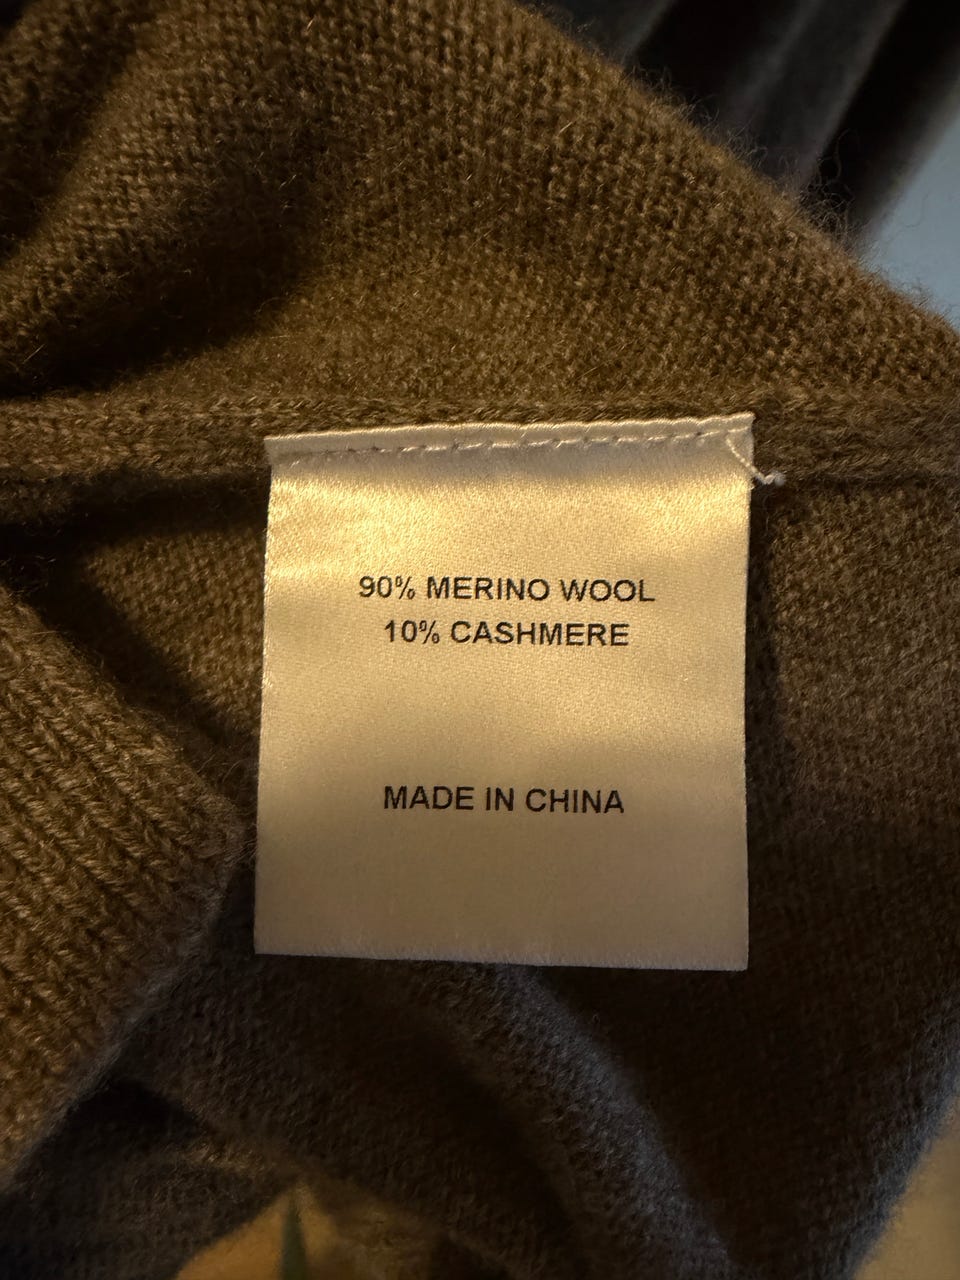 90% MERINO WOOL
10% CASHMERE
MADE IN CHINA